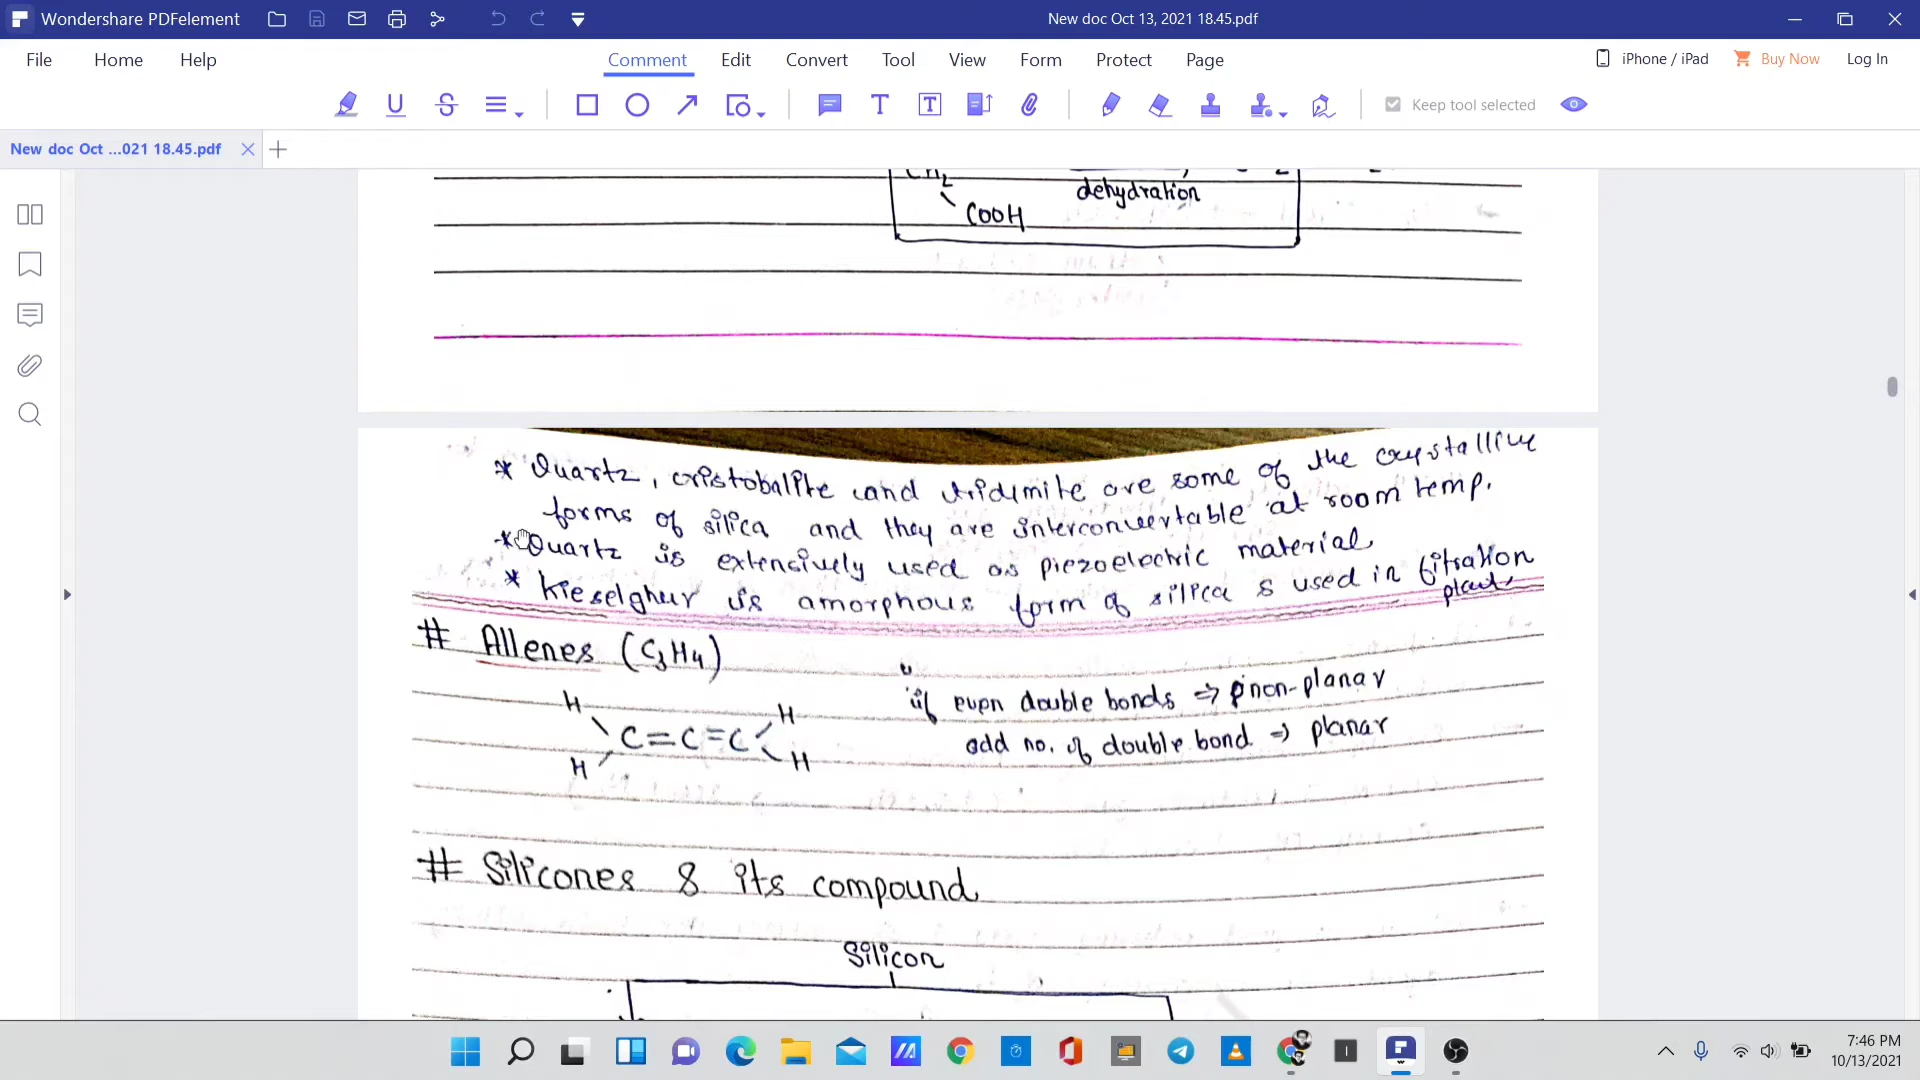 Wondershare PDFelement
New doc Oct 13, 2021 18.45.pdf
File Home Help
Comment Edit Convert Tool View Form Protect Page
iPhone / iPad Buy Now Log In
Keep tool selected
New doc Oct ...021 18.45.pdf
CH2
dehydration
COOH
* Quartz, cristobalite and tridimite are some of the crystalline
forms of silica and they are interconvertable at room temp.
* Quartz is extensively used as piezoelectric material.
* Kieselghur is amorphous form of silica & used in
# Allenes (C3H4)
H
H
if even double bonds ⇒ non-planar
C=C=C
odd no. of double bond ⇒ planar
H
H
# Silicones & its compound
Silicon
7:46 PM
10/13/2021